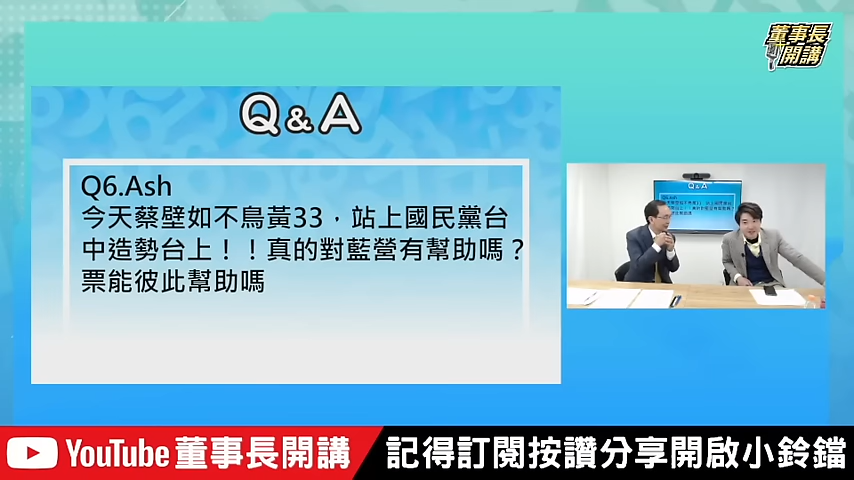 董事長
開講
Q&A
Q6.Ash
今天蔡壁如不鳥黃33，站上國民黨台
中造勢台上！！真的對藍營有幫助嗎？
票能彼此幫助嗎
Q&A
YouTube 董事長開講
記得訂閱按讚分享開啟小鈴鐺